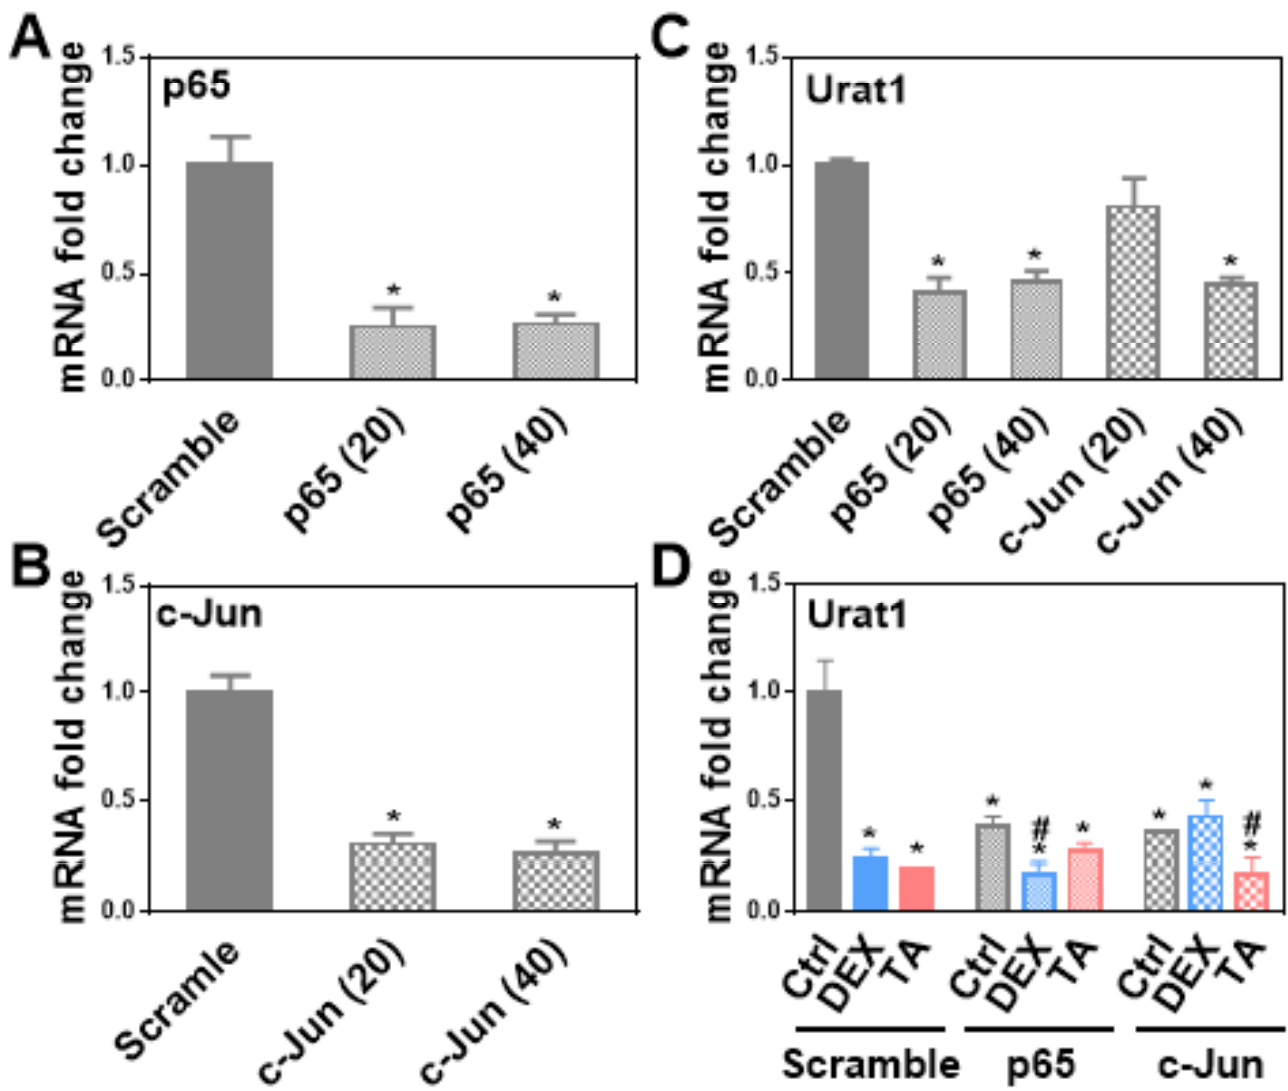 A
mRNA fold change
1.5
1.0
0.5
0.0
p65
*
*
Scramble
p65 (20)
p65 (40)
C
mRNA fold change
1.5
1.0
0.5
0.0
Urat1
*
*
*
Scramble
p65 (20)
p65 (40)
c-Jun (20)
c-Jun (40)
B
mRNA fold change
1.5
1.0
0.5
0.0
c-Jun
*
*
Scramle
c-Jun (20)
c-Jun (40)
D
mRNA fold change
1.5
1.0
0.5
0.0
Urat1
*
*
*
#
*
*
*
*
#
*
Ctrl
DEX
TA
Ctrl
DEX
TA
Ctrl
DEX
TA
Scramble
p65
c-Jun